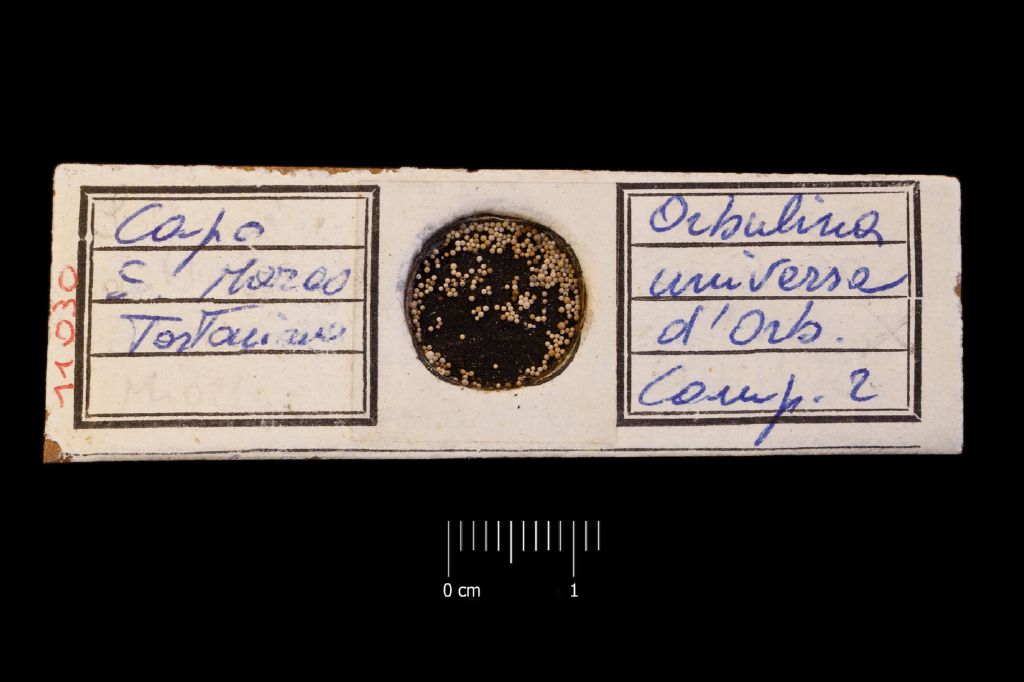 11030
Capo
S. Marco
Tortoniano
Orbulina
universa
d'Orb.
Camp. 2
0 cm 1